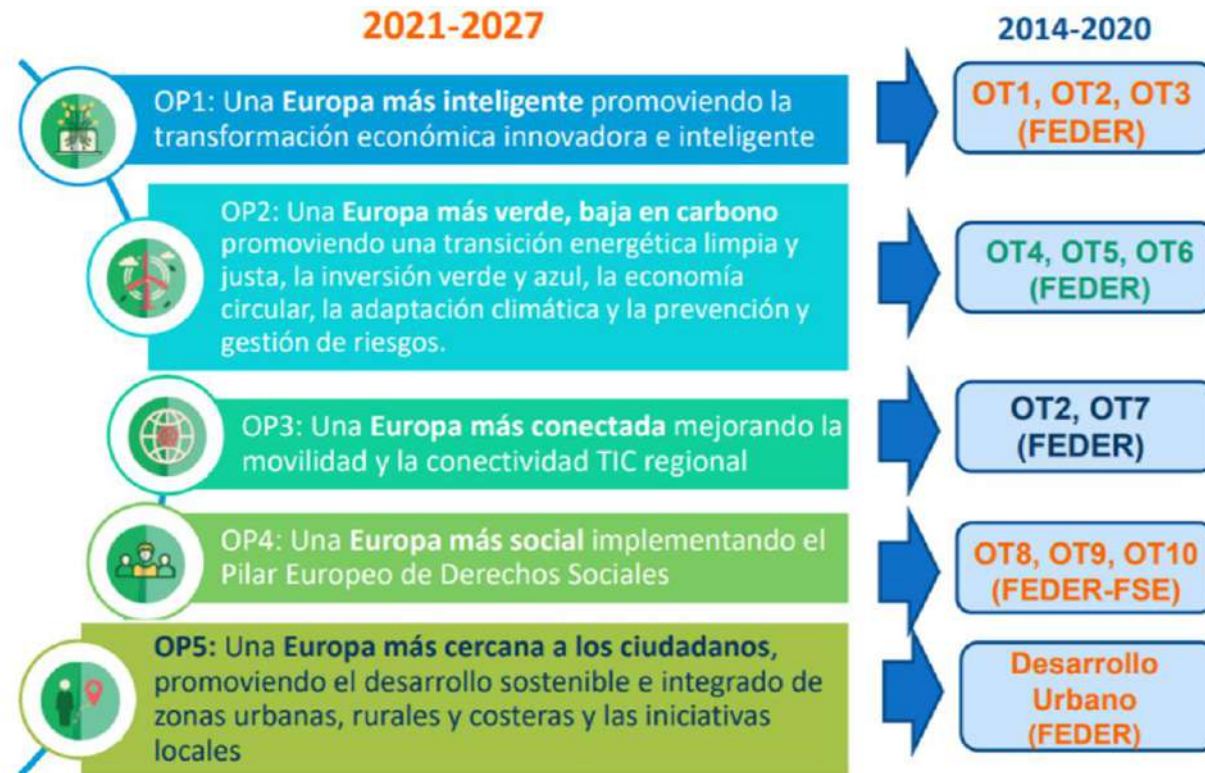 2021-2027
2014-2020
OP1: Una Europa más inteligente promoviendo la
transformación económica innovadora e inteligente
OT1, OT2, OT3
(FEDER)
OP2: Una Europa más verde, baja en carbono
promoviendo una transición energética limpia y
justa, la inversión verde y azul, la economía
circular, la adaptación climática y la prevención y
gestión de riesgos.
OT4, OT5, OT6
(FEDER)
OP3: Una Europa más conectada mejorando la
movilidad y la conectividad TIC regional
OT2, OT7
(FEDER)
OP4: Una Europa más social implementando el
Pilar Europeo de Derechos Sociales
OT8, OT9, OT10
(FEDER-FSE)
OP5: Una Europa más cercana a los ciudadanos,
promoviendo el desarrollo sostenible e integrado de
zonas urbanas, rurales y costeras y las iniciativas
locales
Desarrollo
Urbano
(FEDER)